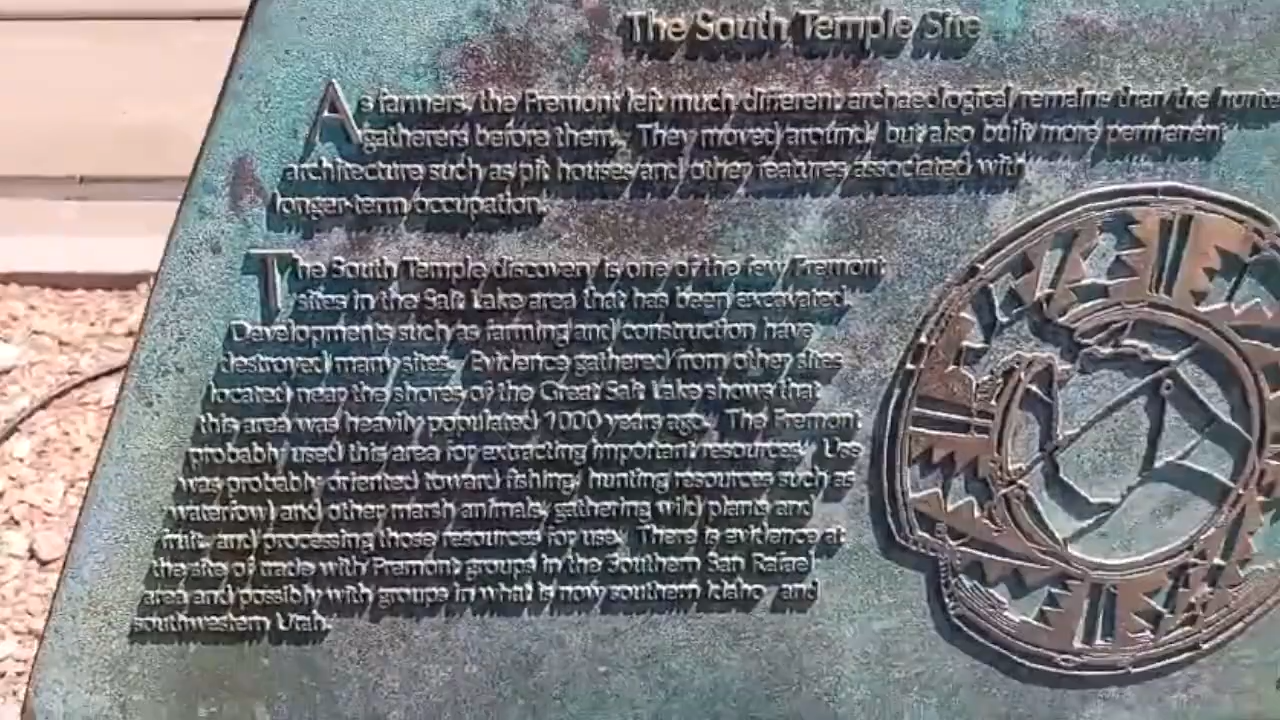 The South Temple Site
As farmers, the Fremont left much different archaeological remains than the hunte
gatherers before them. They moved around, but also built more permanent
architecture such as pit houses and other features associated with
longer-term occupation.
The South Temple discovery is one of the few Fremont
sites in the Salt Lake area that has been excavated.
Developments such as farming and construction have
destroyed many sites. Evidence gathered from other sites
located near the shores of the Great Salt Lake shows that
this area was heavily populated 1000 years ago. The Fremont
probably used this area for extracting important resources. Use
was probably oriented toward fishing, hunting resources such as
waterfowl and other marsh animals, gathering wild plants and
fruit, and processing those resources for use. There is evidence at
the site of trade with Fremont groups in the Southern San Rafael
area and possibly with groups in what is now southern Idaho and
southwestern Utah.